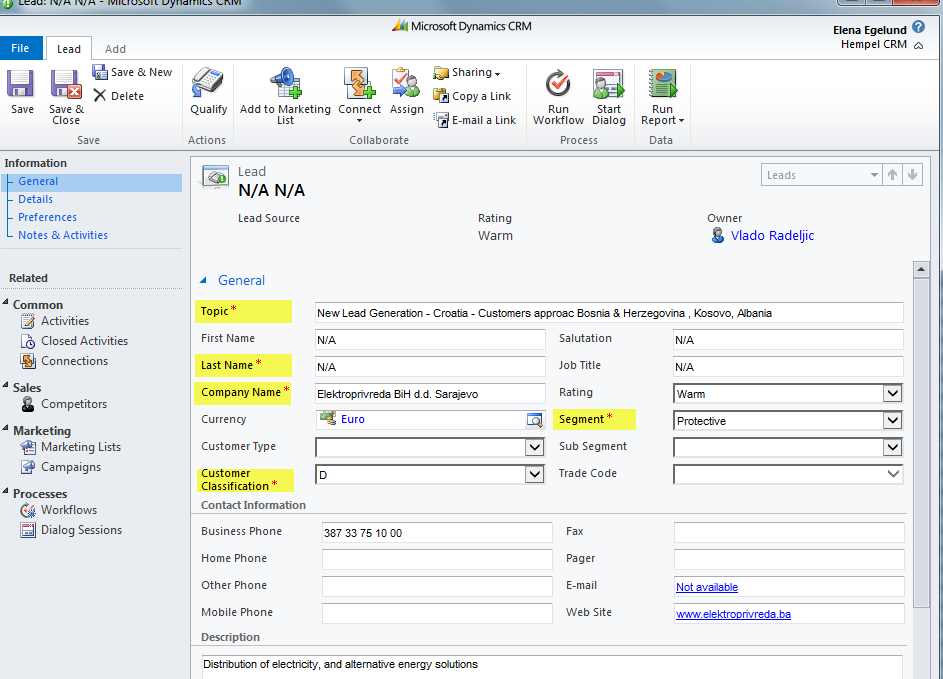 Lead: N/A N/A - Microsoft Dynamics CRM
Microsoft Dynamics CRM
Elena Egelund
Hempel CRM
File
Lead
Add
Save
Save & Close
Save & New
Delete
Save
Qualify
Actions
Add to Marketing List
Connect
Assign
Sharing
Copy a Link
E-mail a Link
Collaborate
Run Workflow
Start Dialog
Process
Run Report
Data
Information
General
Details
Preferences
Notes & Activities
Related
Common
Activities
Closed Activities
Connections
Sales
Competitors
Marketing
Marketing Lists
Campaigns
Processes
Workflows
Dialog Sessions
Lead
N/A N/A
Leads
Lead Source
Rating
Warm
Owner
Vlado Radeljic
General
Topic * New Lead Generation - Croatia - Customers approac Bosnia & Herzegovina , Kosovo, Albania
First Name N/A Salutation N/A
Last Name * N/A Job Title N/A
Company Name * Elektroprivreda BiH d.d. Sarajevo Rating Warm
Currency Euro Segment * Protective
Customer Type Sub Segment
Customer Classification * D Trade Code
Contact Information
Business Phone 387 33 75 10 00 Fax
Home Phone Pager
Other Phone E-mail Not available
Mobile Phone Web Site www.elektroprivreda.ba
Description
Distribution of electricity, and alternative energy solutions